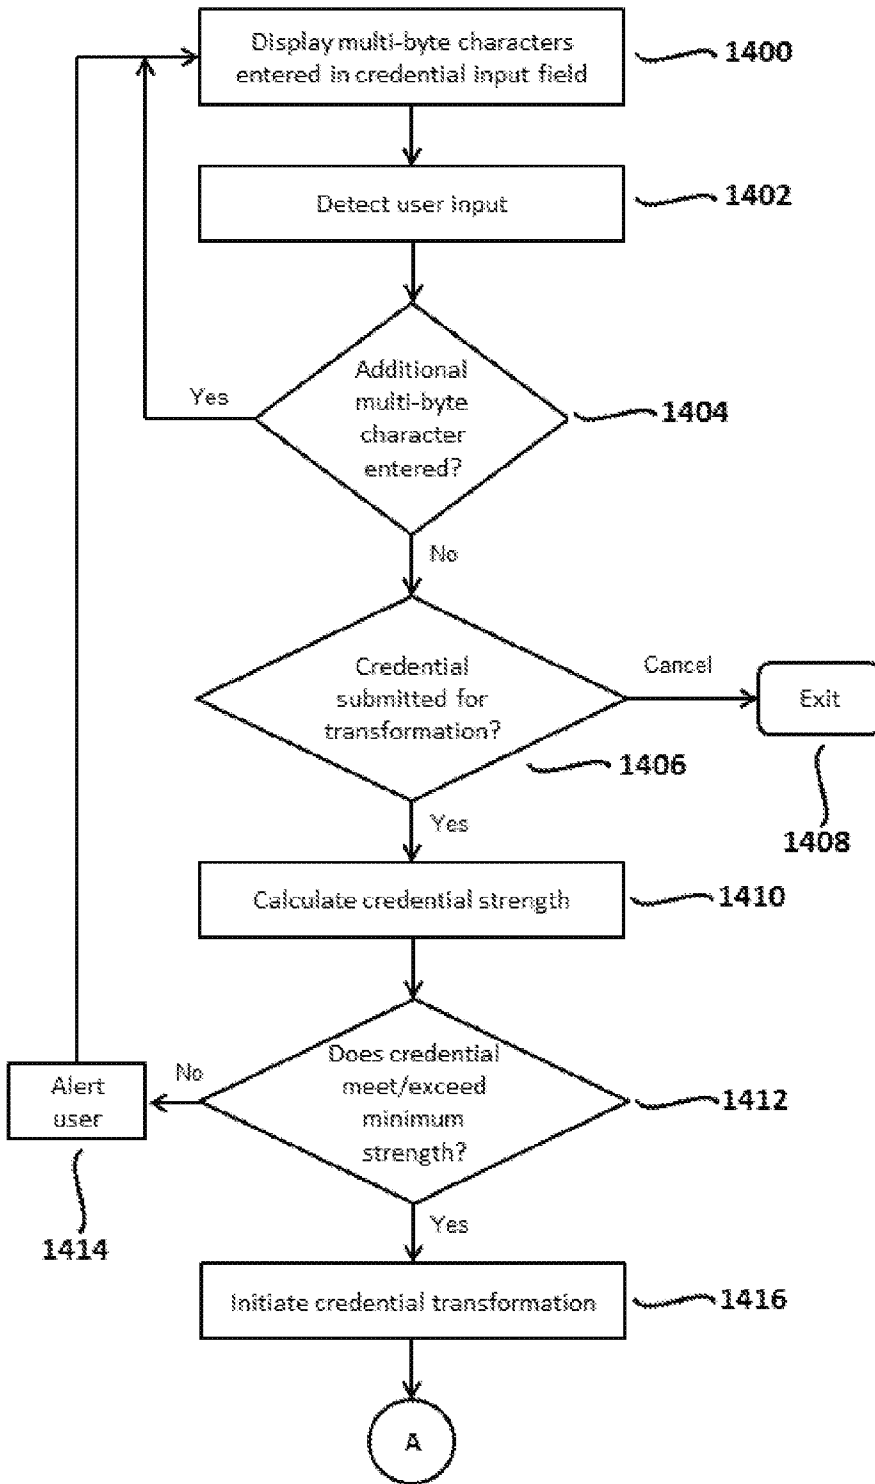 Display multi-byte characters
entered in credential input field
1400
Detect user input
1402
Additional
multi-byte
character
entered?
1404
Yes
No
Credential
submitted for
transformation?
1406
Cancel
Exit
1408
Yes
Calculate credential strength
1410
Does credential
meet/exceed
minimum
strength?
1412
No
Alert
user
1414
Yes
Initiate credential transformation
1416
A